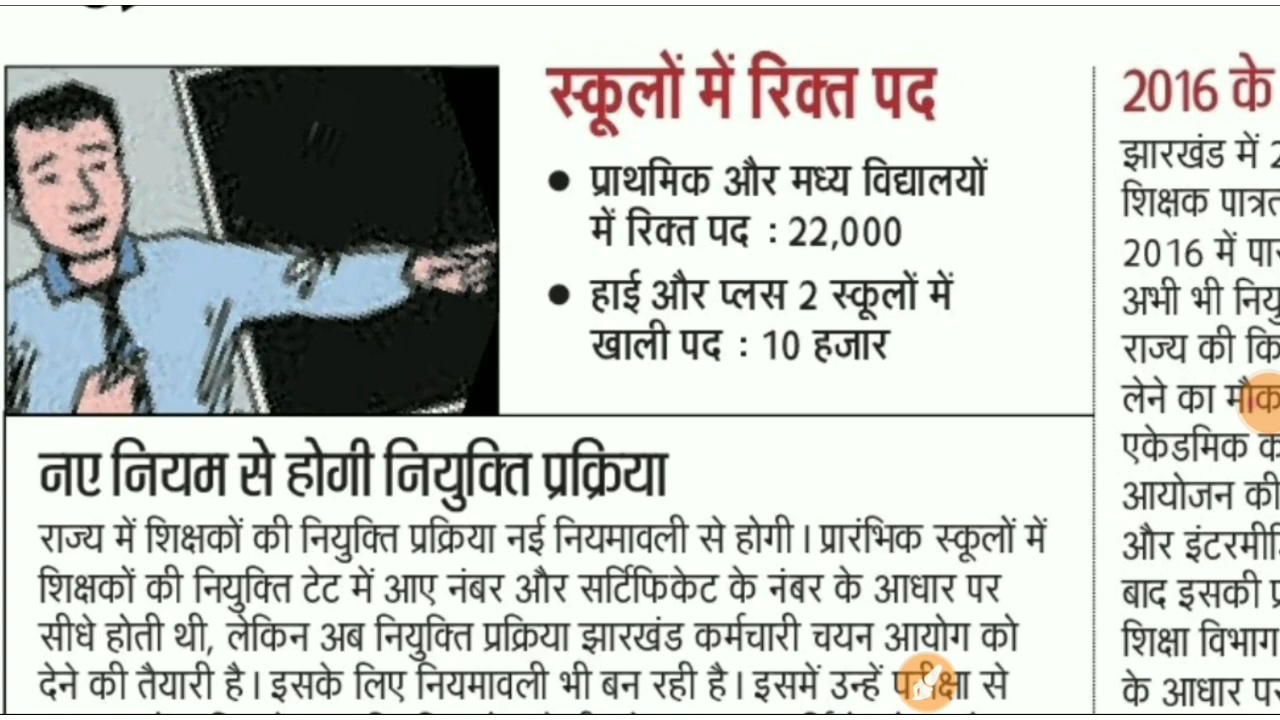 स्कूलों में रिक्त पद
● प्राथमिक और मध्य विद्यालयों
में रिक्त पद : 22,000
● हाई और प्लस 2 स्कूलों में
खाली पद : 10 हजार
नए नियम से होगी नियुक्ति प्रक्रिया
राज्य में शिक्षकों की नियुक्ति प्रक्रिया नई नियमावली से होगी। प्रारंभिक स्कूलों में
शिक्षकों की नियुक्ति टेट में आए नंबर और सर्टिफिकेट के नंबर के आधार पर
सीधे होती थी, लेकिन अब नियुक्ति प्रक्रिया झारखंड कर्मचारी चयन आयोग को
देने की तैयारी है। इसके लिए नियमावली भी बन रही है। इसमें उन्हें परीक्षा से
2016 के
झारखंड में
शिक्षक
2016 में
अभी भी
राज्य की
लेने का
एकेडमिक
आयोजन की
और
बाद इसकी
शिक्षा विभाग
के आधार पर